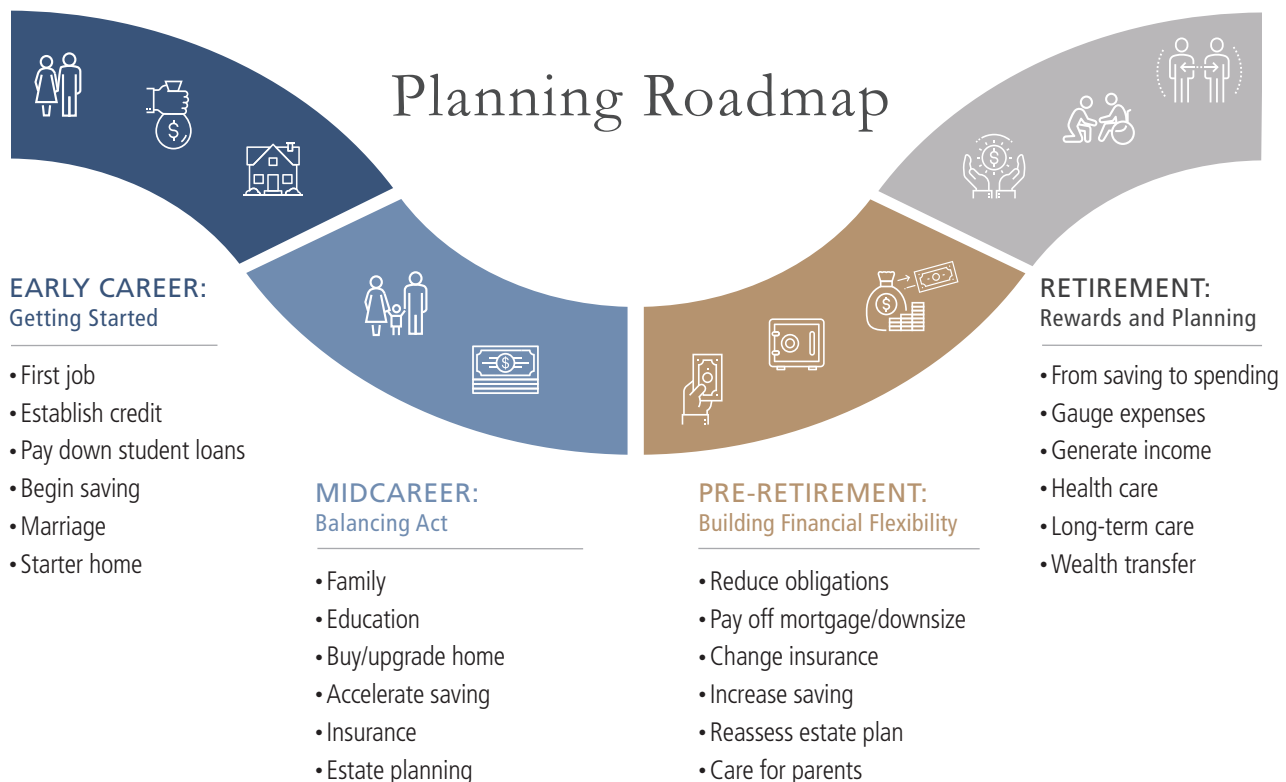 Planning Roadmap
EARLY CAREER:
Getting Started
• First job
• Establish credit
• Pay down student loans
• Begin saving
• Marriage
• Starter home
MIDCAREER:
Balancing Act
• Family
• Education
• Buy/upgrade home
• Accelerate saving
• Insurance
• Estate planning
PRE-RETIREMENT:
Building Financial Flexibility
• Reduce obligations
• Pay off mortgage/downsize
• Change insurance
• Increase saving
• Reassess estate plan
• Care for parents
RETIREMENT:
Rewards and Planning
• From saving to spending
• Gauge expenses
• Generate income
• Health care
• Long-term care
• Wealth transfer